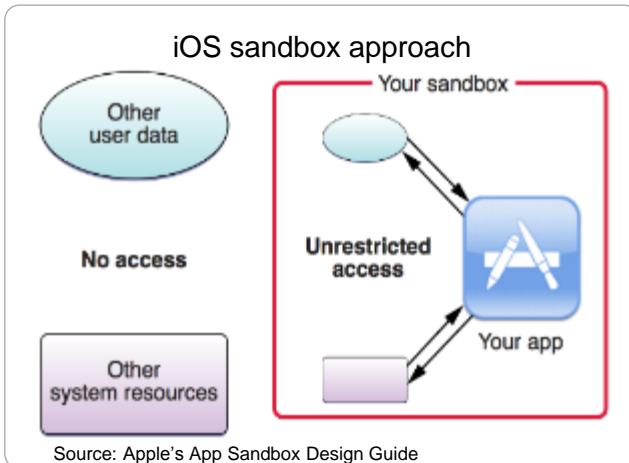 iOS sandbox approach
Other
user data
No access
Other
system resources
Your sandbox
Unrestricted
access
Your app
Source: Apple's App Sandbox Design Guide